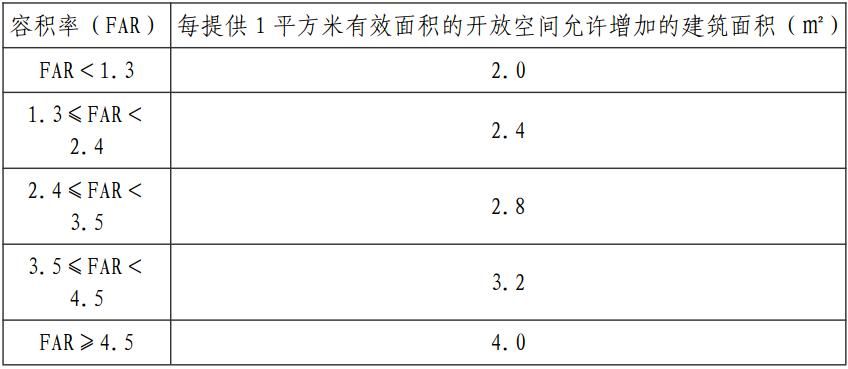 容积率（FAR） 每提供1平方米有效面积的开放空间允许增加的建筑面积（㎡）
FAR＜1.3 2.0
1.3≤FAR＜
2.4
2.4
2.4≤FAR＜
3.5
2.8
3.5≤FAR＜
4.5
3.2
FAR≥4.5 4.0